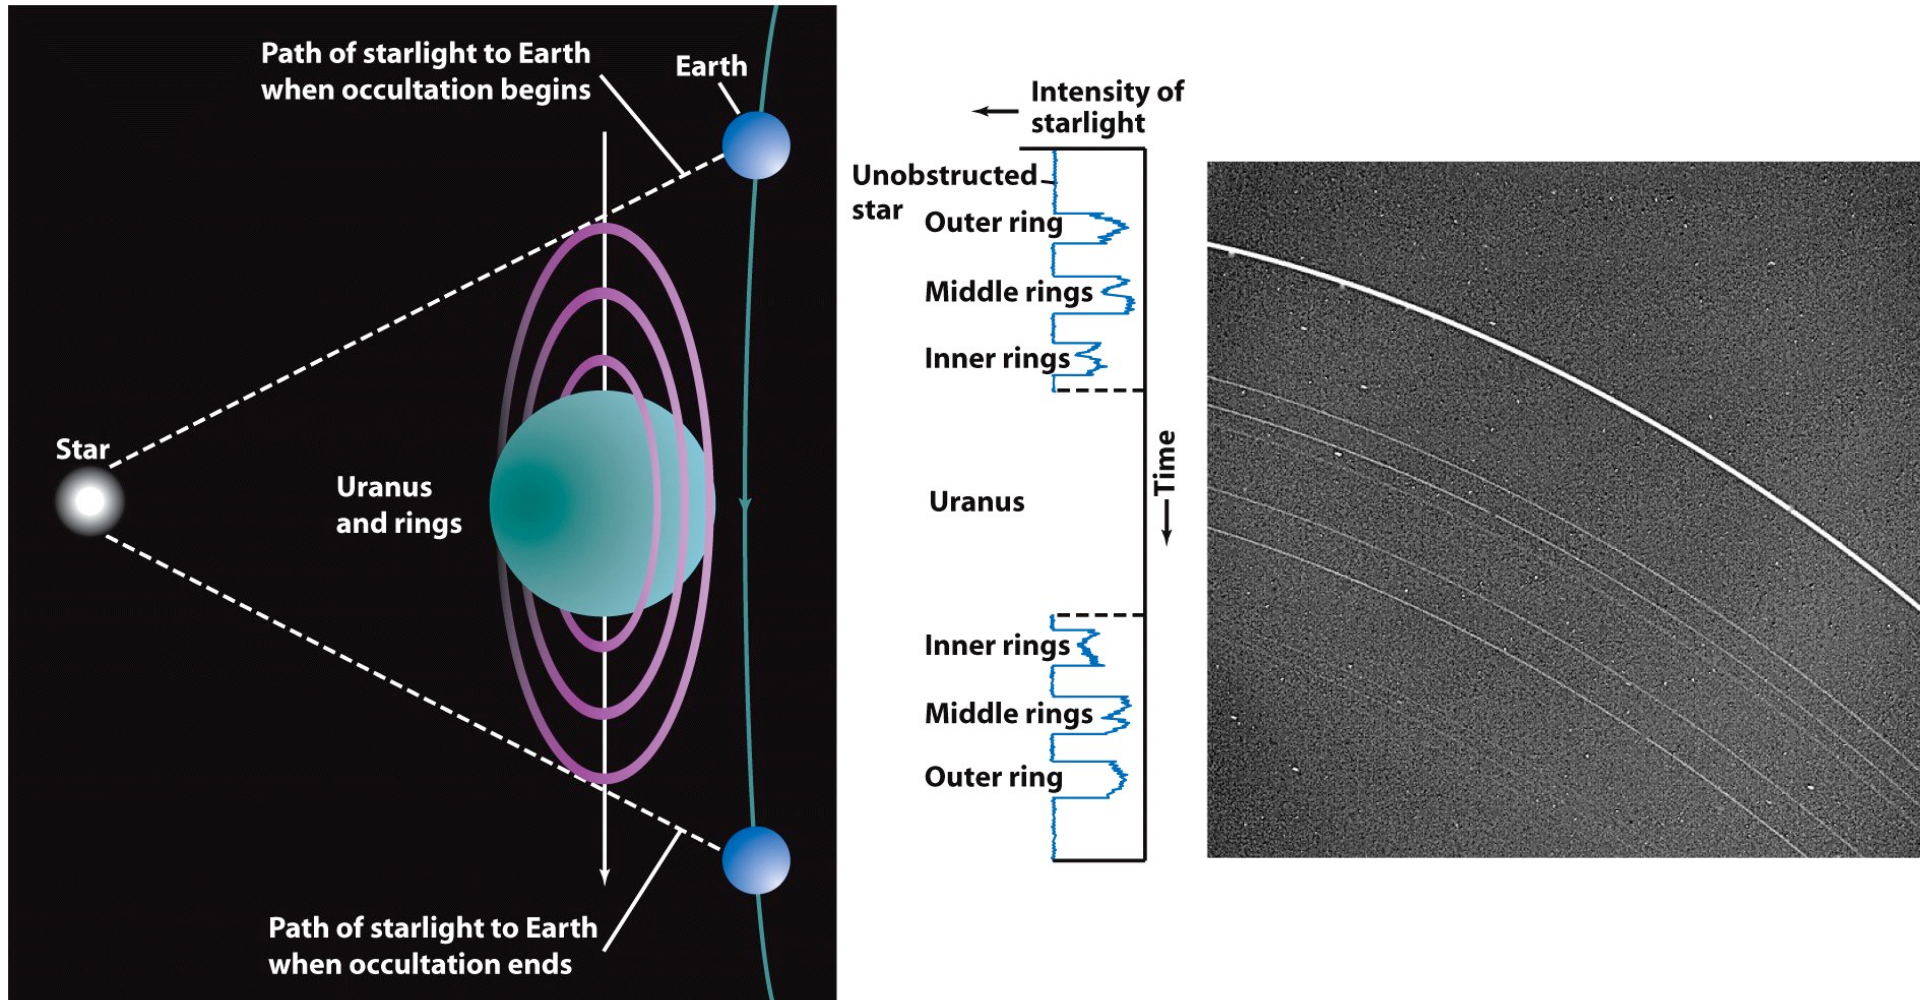 Path of starlight to Earth
when occultation begins
Earth
Star
Uranus
and rings
Path of starlight to Earth
when occultation ends
Intensity of
starlight
Unobstructed
star
Outer ring
Middle rings
Inner rings
Uranus
Time
Inner rings
Middle rings
Outer ring